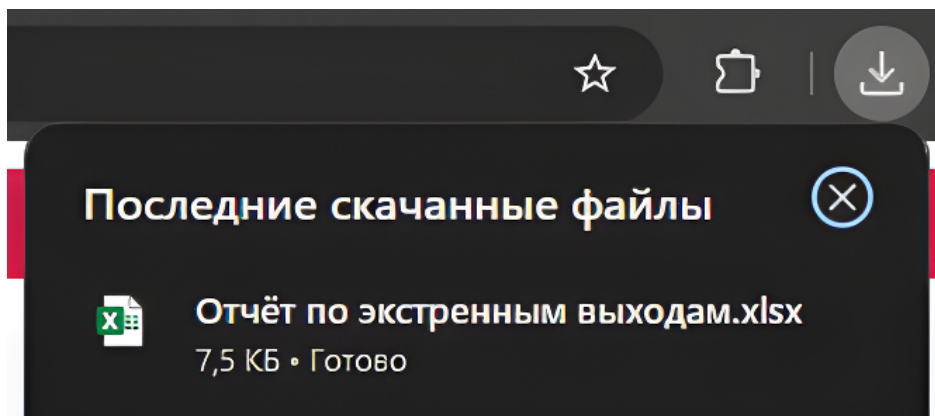 Последние скачанные файлы
Отчёт по экстренным выходам.xlsx
7,5 КБ • Готово